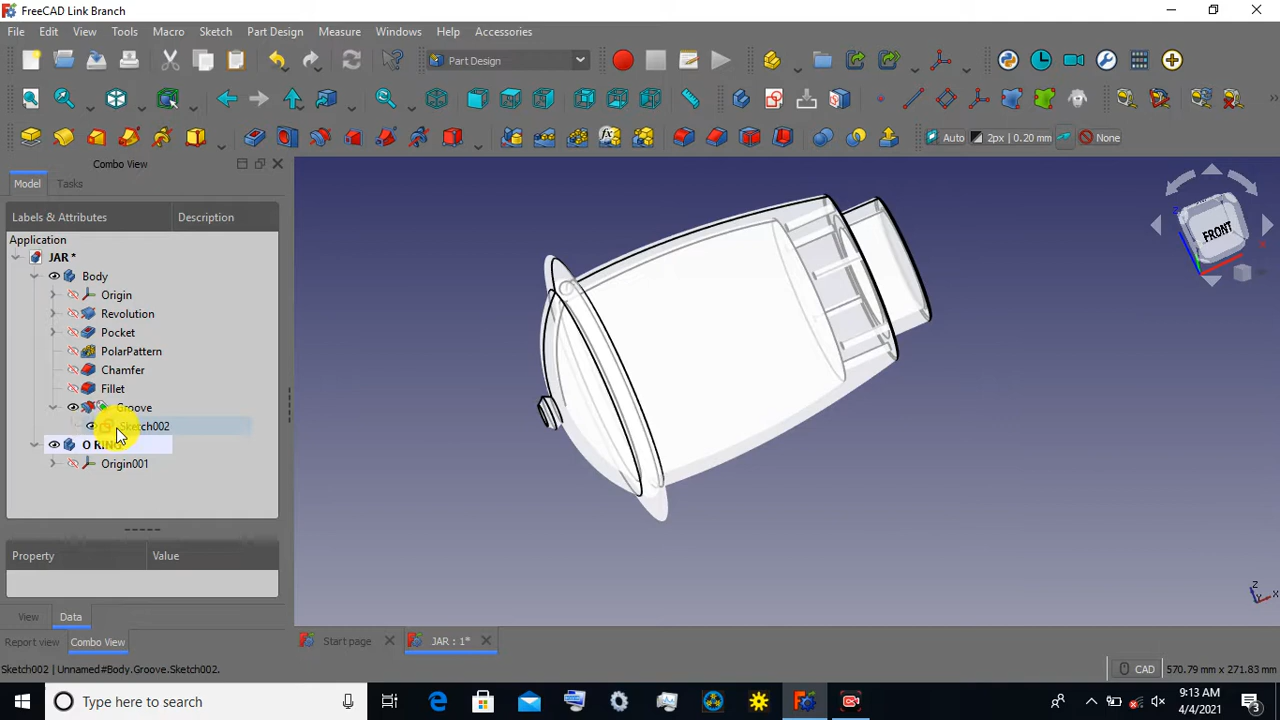 FreeCAD Link Branch
File Edit View Tools Macro Sketch Part Design Measure Windows Help Accessories
Part Design
Auto 2px | 0.20 mm None
Combo View
Model Tasks
Labels & Attributes Description
Application
JAR *
Body
Origin
Revolution
Pocket
PolarPattern
Chamfer
Fillet
Groove
Sketch002
O RING
Origin001
Property Value
View Data
Report view Combo View
Start page JAR : 1*
FRONT
Z
Y X
Sketch002 | Unnamed#Body.Groove.Sketch002.
CAD 570.79 mm x 271.83 mm
Type here to search
9:13 AM
4/4/2021
3